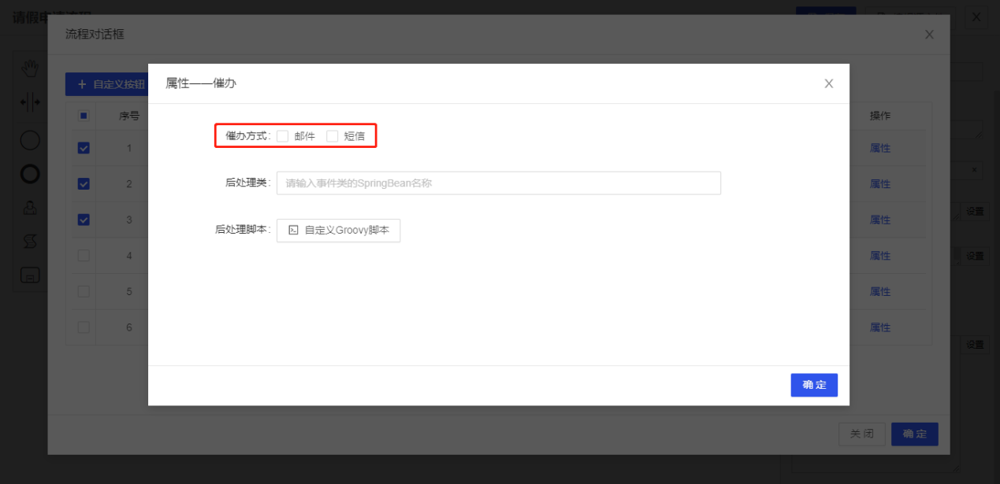 请假申请流程
流程对话框
+ 自定义按钮
属性——催办
序号
操作
催办方式: 邮件 短信
1
属性
2
属性
后处理类: 请输入事件类的SpringBean名称
3
属性
设置
后处理脚本: 自定义Groovy脚本
4
属性
设置
5
属性
6
属性
设置
确 定
关 闭
确 定